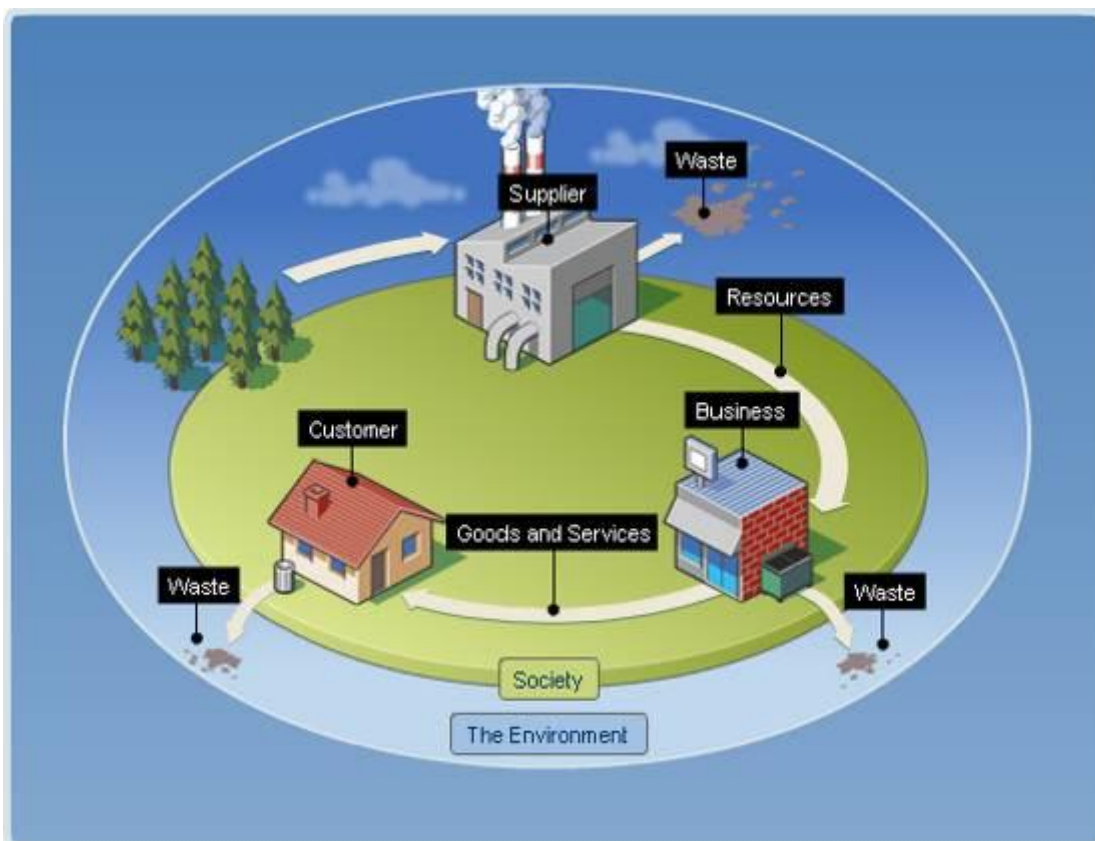 Waste
Supplier
Resources
Business
Customer
Goods and Services
Waste
Waste
Society
The Environment